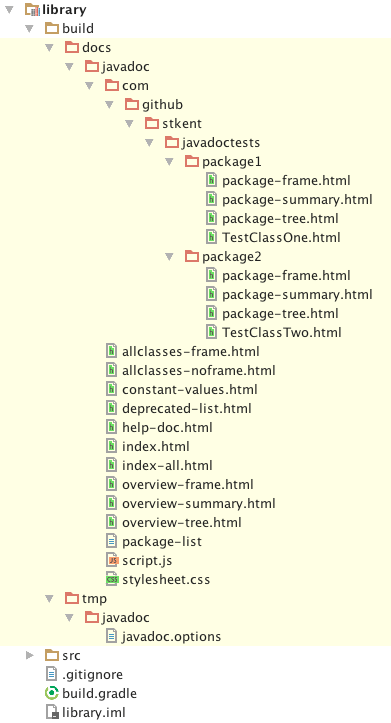 library
build
docs
javadoc
com
github
stkent
javadoctests
package1
package-frame.html
package-summary.html
package-tree.html
TestClassOne.html
package2
package-frame.html
package-summary.html
package-tree.html
TestClassTwo.html
allclasses-frame.html
allclasses-noframe.html
constant-values.html
deprecated-list.html
help-doc.html
index.html
index-all.html
overview-frame.html
overview-summary.html
overview-tree.html
package-list
script.js
stylesheet.css
tmp
javadoc
javadoc.options
src
.gitignore
build.gradle
library.iml